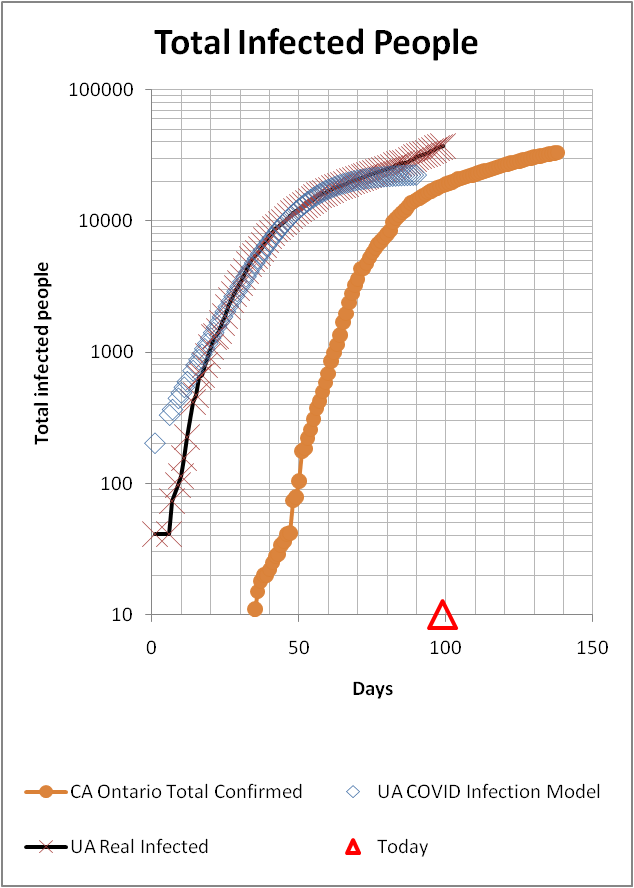 Total Infected People
100000
10000
1000
100
10
0 50 100 150
Total infected people
Days
CA Ontario Total Confirmed
UA COVID Infection Model
UA Real Infected
Today